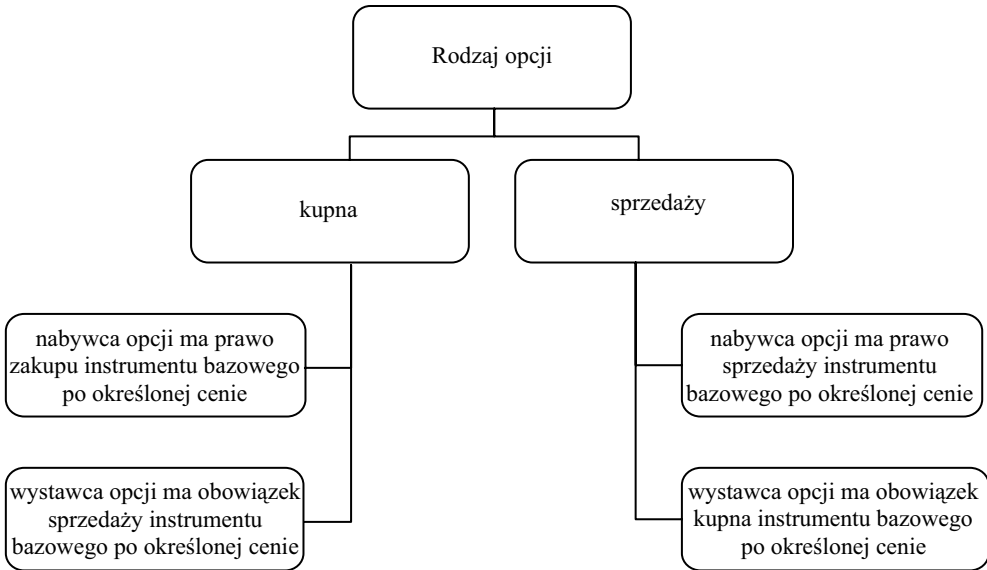 Rodzaj opcji
kupna
sprzedaży
nabywca opcji ma prawo
zakupu instrumentu bazowego
po określonej cenie
nabywca opcji ma prawo
sprzedaży instrumentu
bazowego po określonej cenie
wystawca opcji ma obowiązek
sprzedaży instrumentu
bazowego po określonej cenie
wystawca opcji ma obowiązek
kupna instrumentu bazowego
po określonej cenie